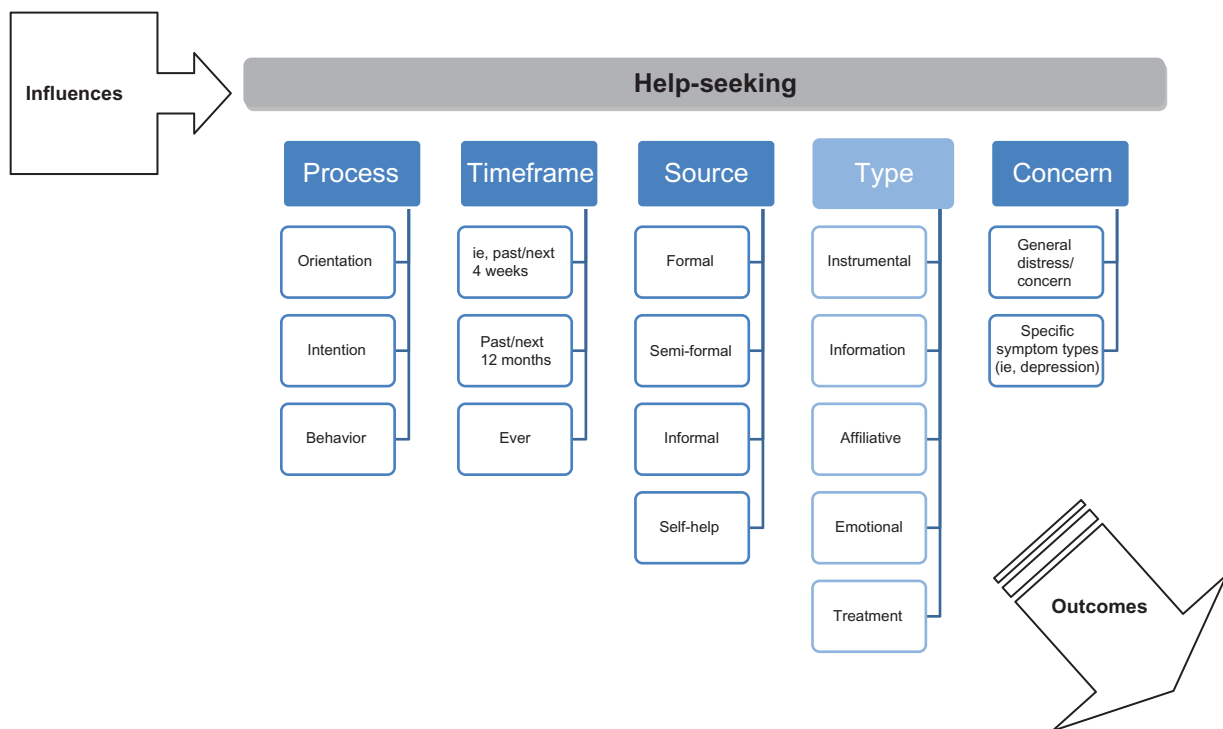 Influences
Help-seeking
Process
Orientation
Intention
Behavior
Timeframe
ie, past/next
4 weeks
Past/next
12 months
Ever
Source
Formal
Semi-formal
Informal
Self-help
Type
Instrumental
Information
Affiliative
Emotional
Treatment
Concern
General
distress/
concern
Specific
symptom types
(ie, depression)
Outcomes